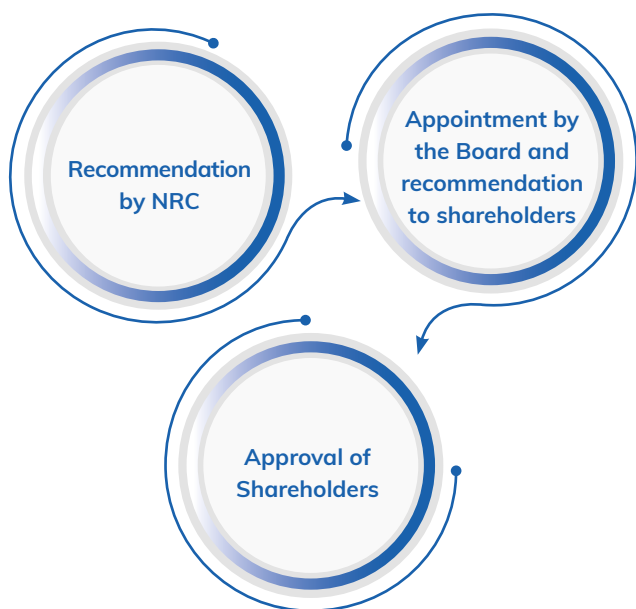 Recommendation
by NRC
Appointment by
the Board and
recommendation
to shareholders
Approval of
Shareholders